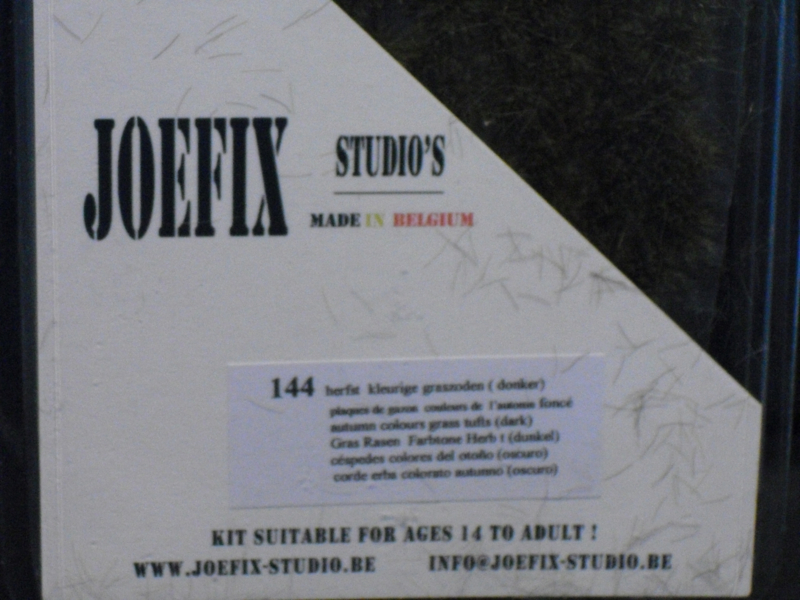 JOEFIX
STUDIO'S
MADE IN BELGIUM
144 herfst kleurige graszoden ( donker)
plaques de gazon couleurs de l'automn foncé
autumn colours grass tufts (dark)
Gras Rasen Farbtone Herb t (dunkel)
céspedes colores del otoño (oscuro)
corde erba colorato autunno (oscuro)
KIT SUITABLE FOR AGES 14 TO ADULT !
WWW.JOEFIX-STUDIO.BE
INFO@JOEFIX-STUDIO.BE